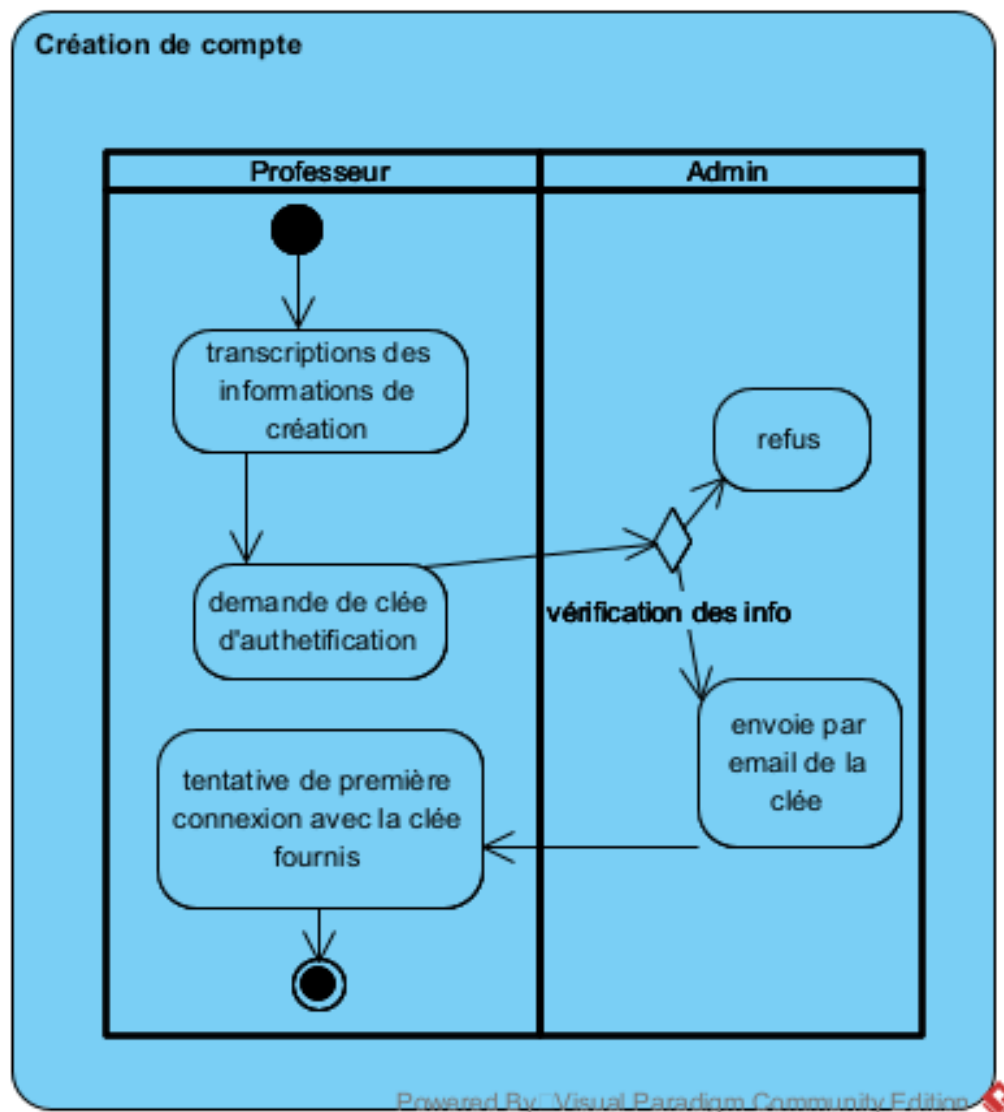 Création de compte
Professeur
Admin
transcriptions des
informations de
création
refus
demande de clée
d'authetification
vérification des info
envoie par
email de la
clée
tentative de première
connexion avec la clée
fournis
Powered By Visual Paradigm Community Edition